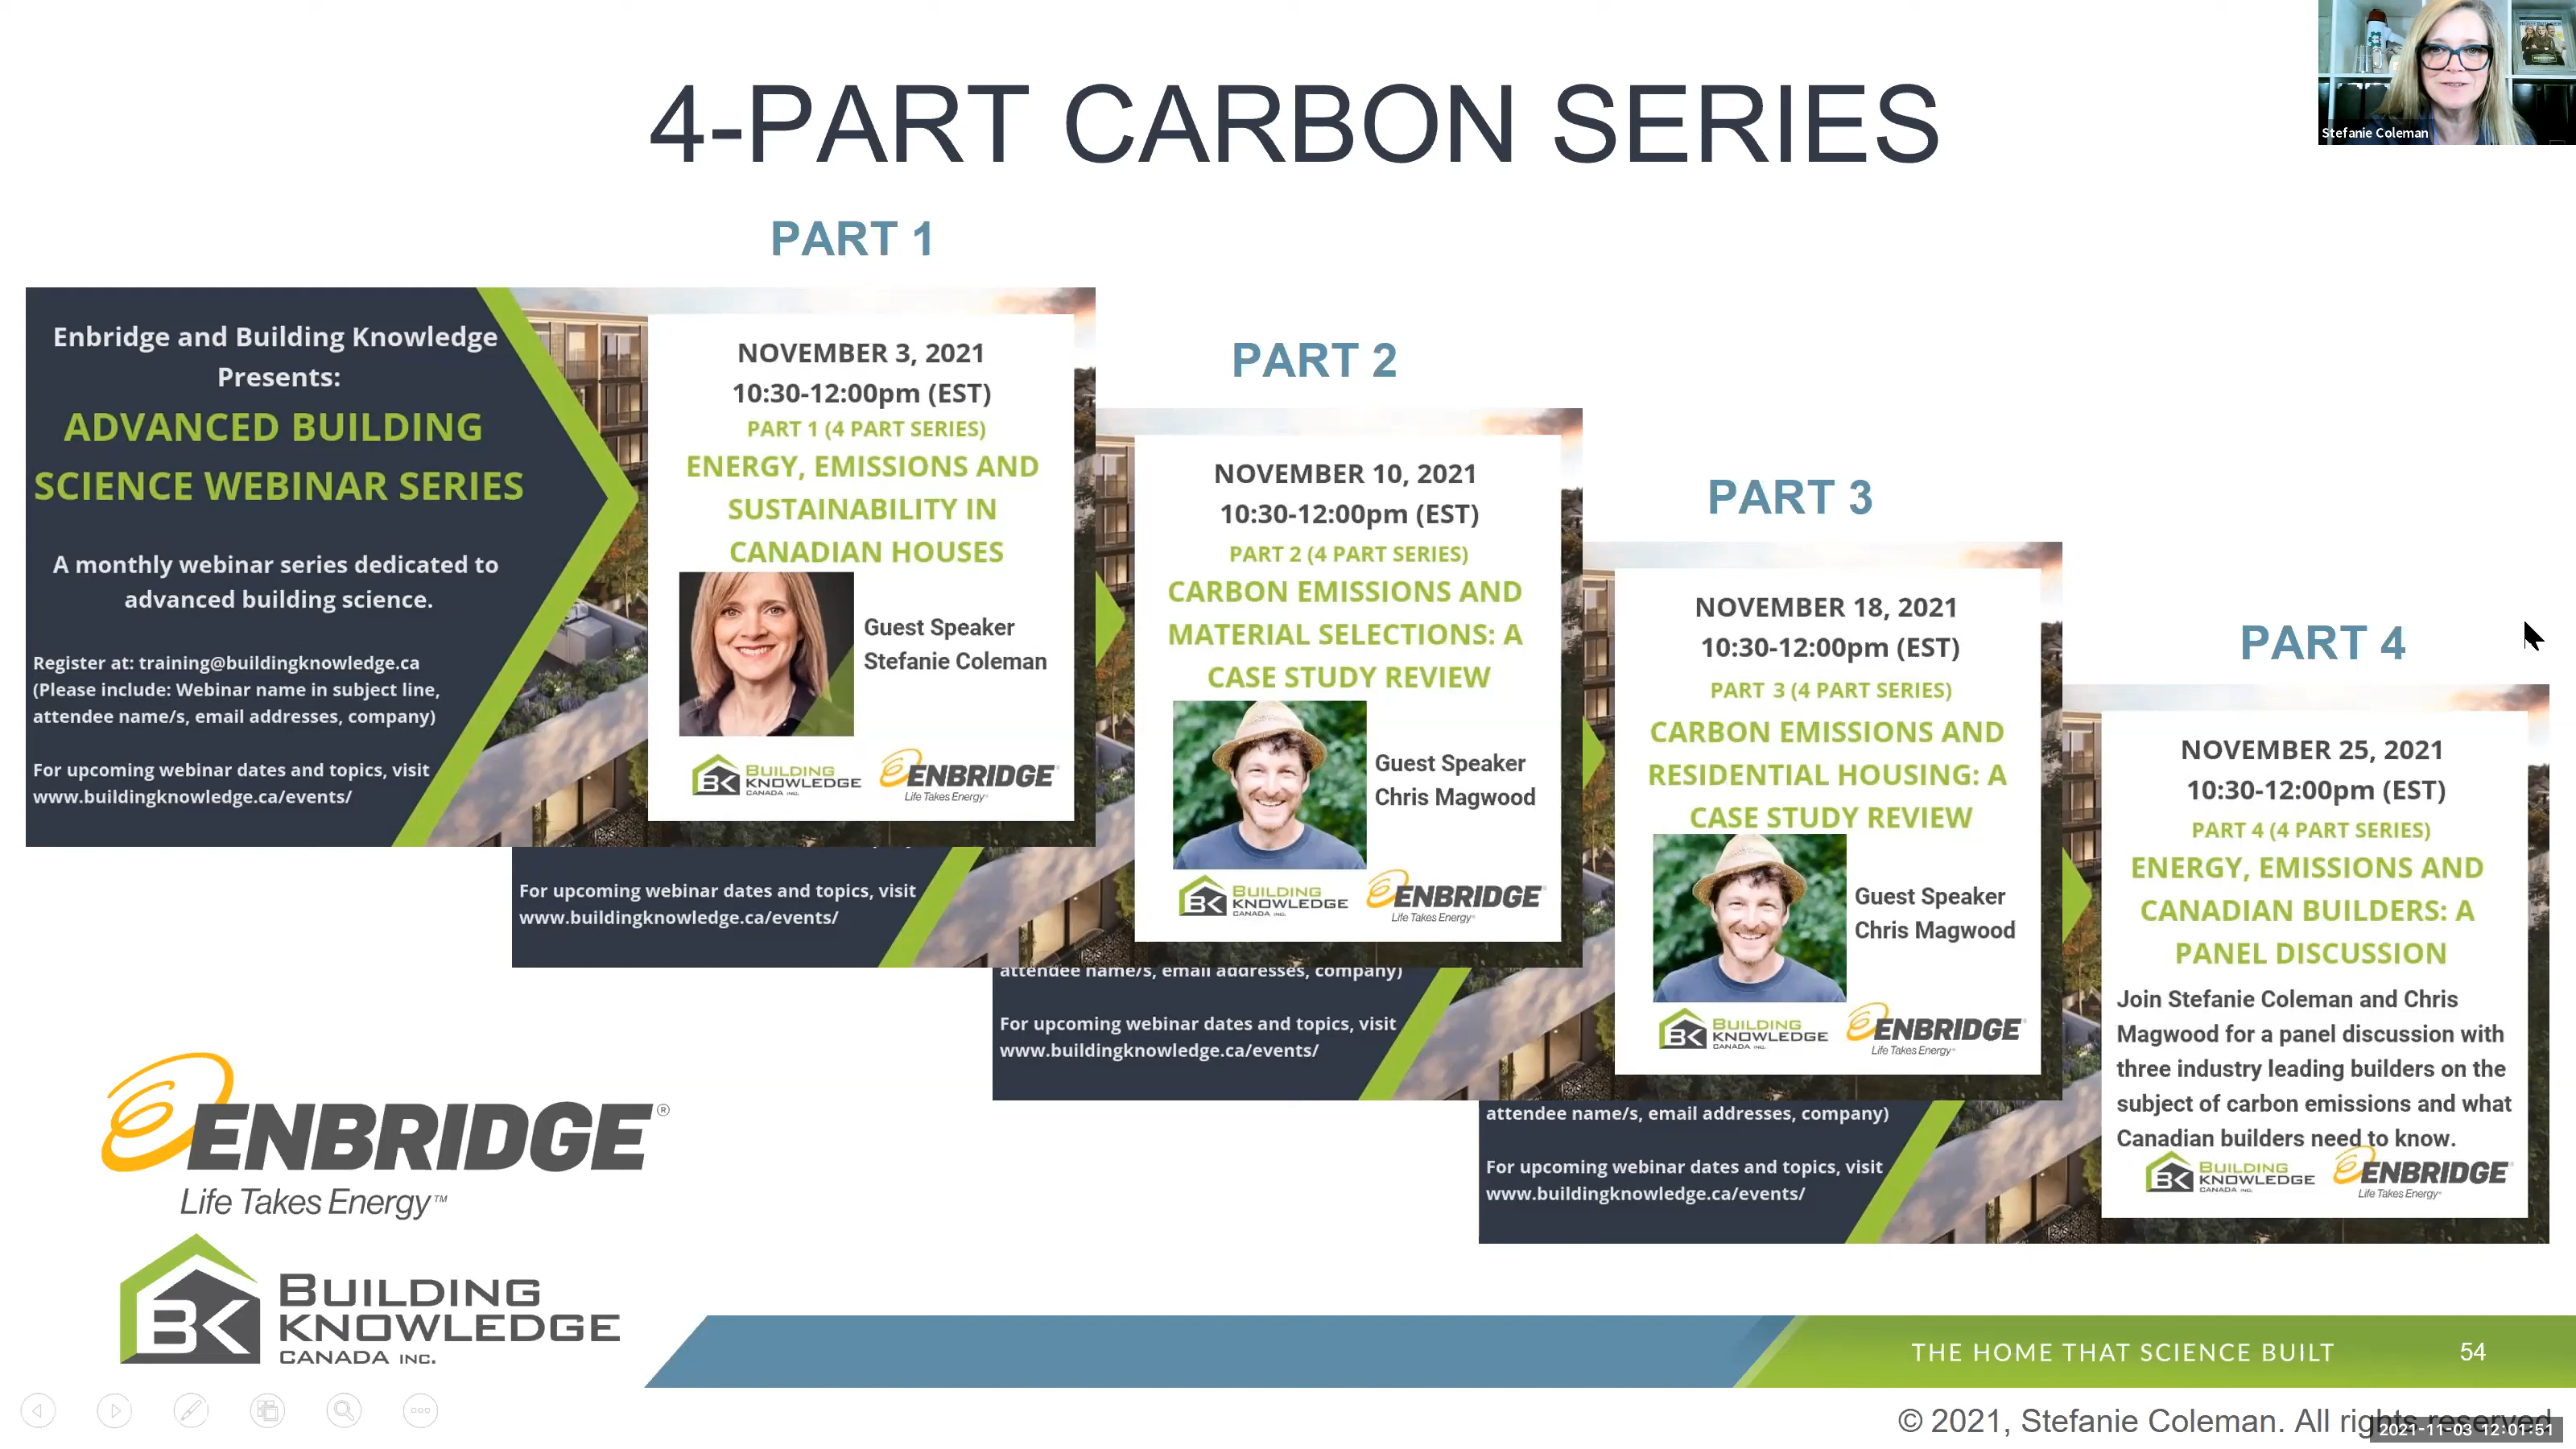 4-PART CARBON SERIES
Stefanie Coleman
PART 1
Enbridge and Building Knowledge
Presents:
ADVANCED BUILDING
SCIENCE WEBINAR SERIES
A monthly webinar series dedicated to
advanced building science.
Register at: training@buildingknowledge.ca
(Please include: Webinar name in subject line,
attendee name/s, email addresses, company)
For upcoming webinar dates and topics, visit
www.buildingknowledge.ca/events/
NOVEMBER 3, 2021
10:30-12:00pm (EST)
PART 1 (4 PART SERIES)
ENERGY, EMISSIONS AND
SUSTAINABILITY IN
CANADIAN HOUSES
Guest Speaker
Stefanie Coleman
BK BUILDING
KNOWLEDGE
CANADA INC.
ENBRIDGE
Life Takes Energy
PART 2
NOVEMBER 10, 2021
10:30-12:00pm (EST)
PART 2 (4 PART SERIES)
CARBON EMISSIONS AND
MATERIAL SELECTIONS: A
CASE STUDY REVIEW
Guest Speaker
Chris Magwood
BK BUILDING
KNOWLEDGE
CANADA INC.
ENBRIDGE
Life Takes Energy
For upcoming webinar dates and topics, visit
www.buildingknowledge.ca/events/
PART 3
NOVEMBER 18, 2021
10:30-12:00pm (EST)
PART 3 (4 PART SERIES)
CARBON EMISSIONS AND
RESIDENTIAL HOUSING: A
CASE STUDY REVIEW
Guest Speaker
Chris Magwood
BK BUILDING
KNOWLEDGE
CANADA INC.
ENBRIDGE
Life Takes Energy
attendee name/s, email addresses, company)
For upcoming webinar dates and topics, visit
www.buildingknowledge.ca/events/
PART 4
NOVEMBER 25, 2021
10:30-12:00pm (EST)
PART 4 (4 PART SERIES)
ENERGY, EMISSIONS AND
CANADIAN BUILDERS: A
PANEL DISCUSSION
Join Stefanie Coleman and Chris
Magwood for a panel discussion with
three industry leading builders on the
subject of carbon emissions and what
Canadian builders need to know.
BK BUILDING
KNOWLEDGE
CANADA INC.
ENBRIDGE
Life Takes Energy
attendee name/s, email addresses, company)
For upcoming webinar dates and topics, visit
www.buildingknowledge.ca/events/
ENBRIDGE®
Life Takes Energy™
BK BUILDING
KNOWLEDGE
CANADA INC.
THE HOME THAT SCIENCE BUILT 54
© 2021, Stefanie Coleman. All rights reserved
2021-11-03 12:01:51